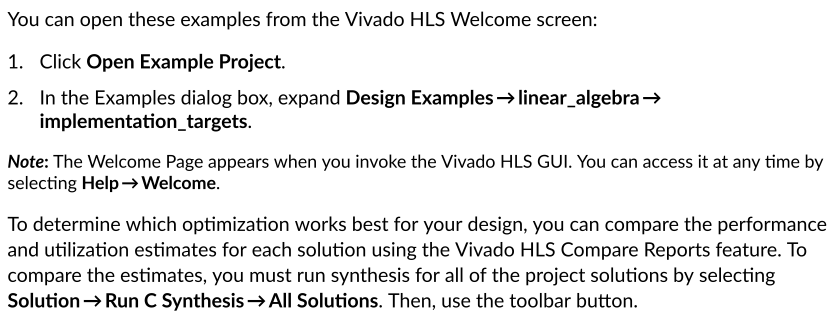 You can open these examples from the Vivado HLS Welcome screen:
1. Click Open Example Project.
2. In the Examples dialog box, expand Design Examples→linear_algebra→
implementation_targets.
Note: The Welcome Page appears when you invoke the Vivado HLS GUI. You can access it at any time by
selecting Help→Welcome.
To determine which optimization works best for your design, you can compare the performance
and utilization estimates for each solution using the Vivado HLS Compare Reports feature. To
compare the estimates, you must run synthesis for all of the project solutions by selecting
Solution→Run C Synthesis→All Solutions. Then, use the toolbar button.